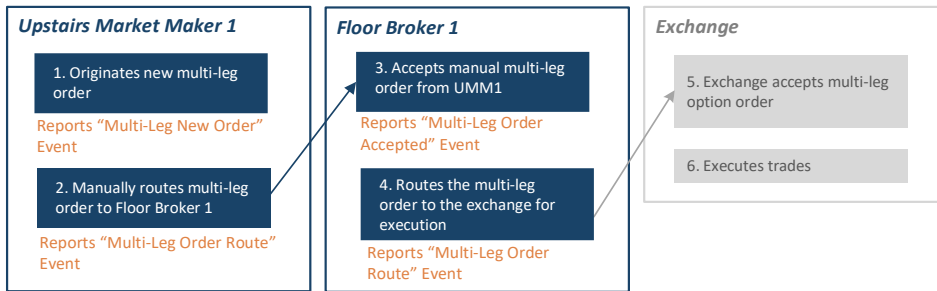 Upstairs Market Maker 1
1. Originates new multi-leg
order
Reports “Multi-Leg New Order”
Event
2. Manually routes multi-leg
order to Floor Broker 1
Reports “Multi-Leg Order Route”
Event
Floor Broker 1
3. Accepts manual multi-leg
order from UMM1
Reports “Multi-Leg Order
Accepted” Event
4. Routes the multi-leg
order to the exchange for
execution
Reports “Multi-Leg Order
Route” Event
Exchange
5. Exchange accepts multi-leg
option order
6. Executes trades